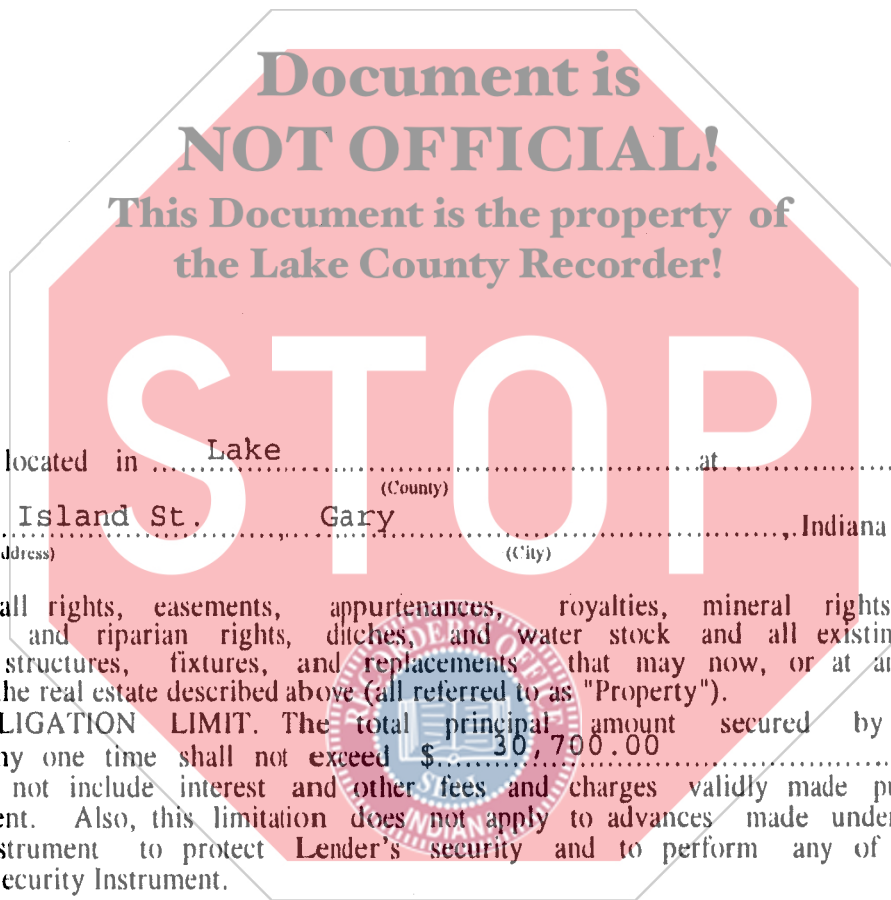 Document is
NOT OFFICIAL!
This Document is the property of
the Lake County Recorder!
STOP
located in ......Lake.......................................................at.......................
(County)
Island St. , Gary , Indiana
ddress) (City)
all rights, easements, appurtenances, royalties, mineral rights
and riparian rights, ditches, and water stock and all existin
structures, fixtures, and replacements that may now, or at an
he real estate described above (all referred to as "Property").
LIGATION LIMIT. The total principal amount secured by
ny one time shall not exceed $ 30,700.00
not include interest and other fees and charges validly made pu
ent. Also, this limitation does not apply to advances made under
strument to protect Lender's security and to perform any of
ecurity Instrument.
RECORDER'S OFFICE
SEAL
INDIANA